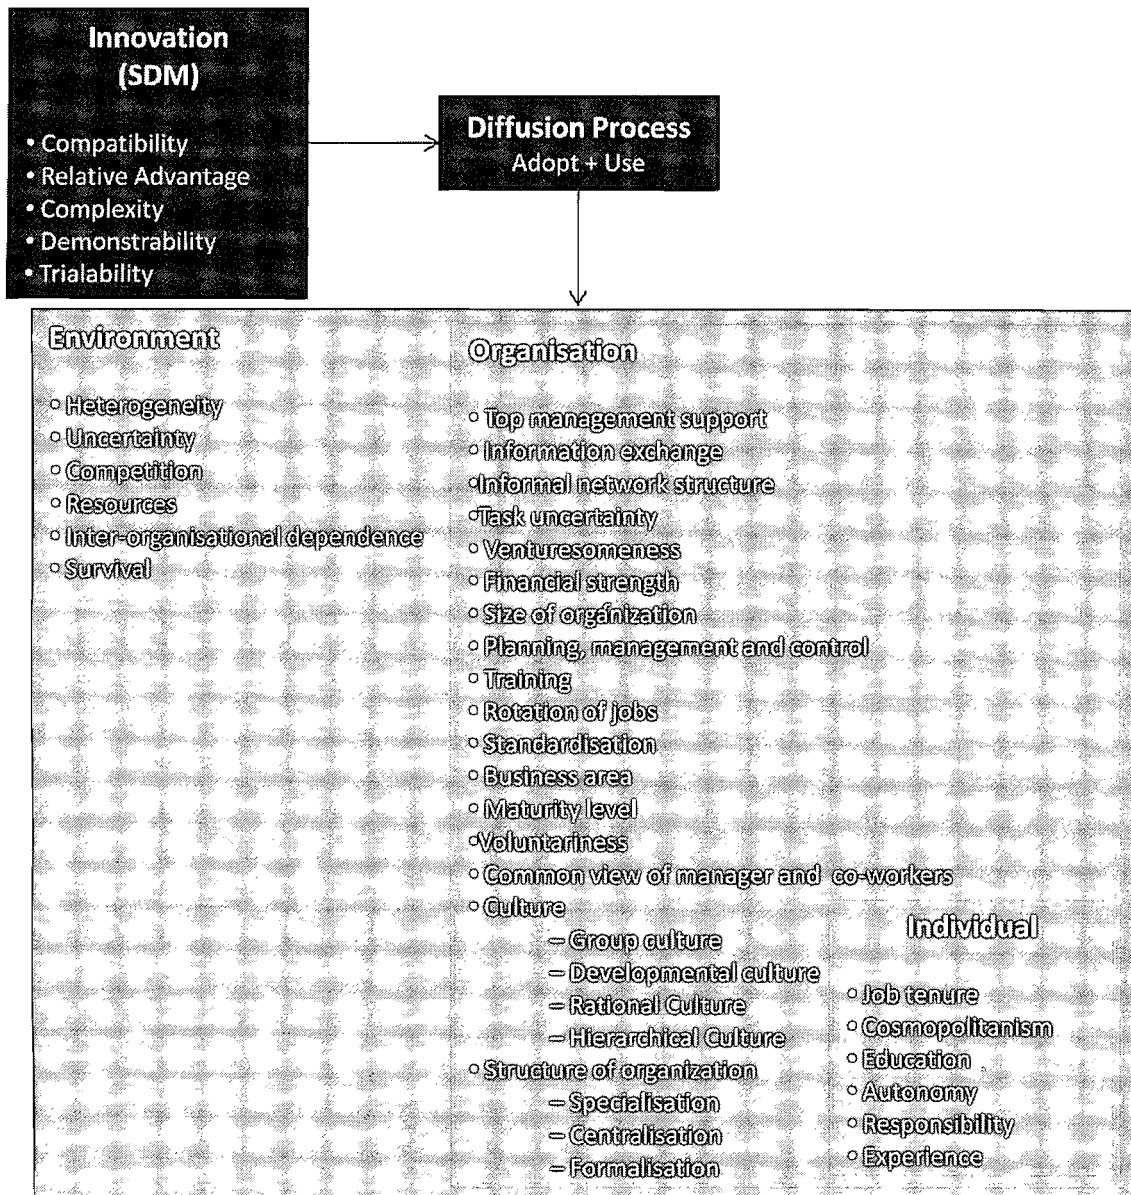 Innovation
(SDM)
• Compatibility
• Relative Advantage
• Complexity
• Demonstrability
• Trialability
Diffusion Process
Adopt + Use
Environment
• Heterogeneity
• Uncertainty
• Competition
• Resources
• Inter-organisational dependence
• Survival
Organisation
• Top management support
• Information exchange
•Informal network structure
•Task uncertainty
• Venturesomeness
• Financial strength
• Size of organization
• Planning, management and control
• Training
• Rotation of jobs
• Standardisation
• Business area
• Maturity level
•Voluntariness
• Common view of manager and co-workers
• Culture
– Group culture
– Developmental culture
– Rational Culture
– Hierarchical Culture
• Structure of organization
– Specialisation
– Centralisation
– Formalisation
Individual
• Job tenure
• Cosmopolitanism
• Education
• Autonomy
• Responsibility
• Experience